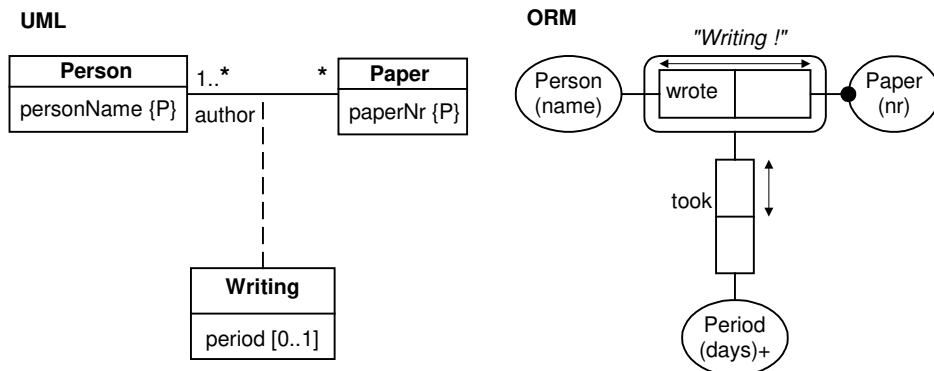 UML
Person
personName {P}
1..*
*
author
Paper
paperNr {P}
Writing
period [0..1]
ORM
"Writing !"
Person
(name)
wrote
Paper
(nr)
took
Period
(days)+